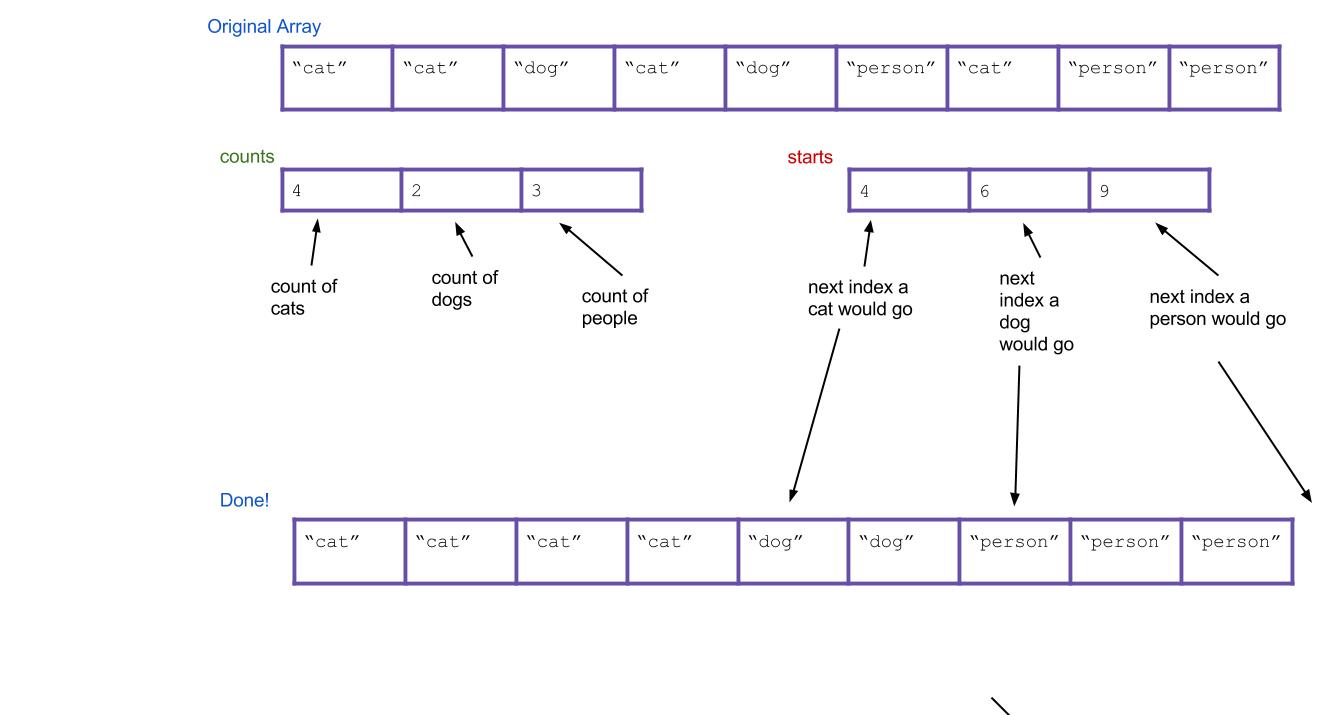 Original Array
“cat” “cat” “dog” “cat” “dog” “person” “cat” “person” “person”
counts
starts
4 2 3
4 6 9
count of
cats
count of
dogs
count of
people
next index a
cat would go
next
index a
dog
would go
next index a
person would go
Done!
“cat” “cat” “cat” “cat” “dog” “dog” “person” “person” “person”